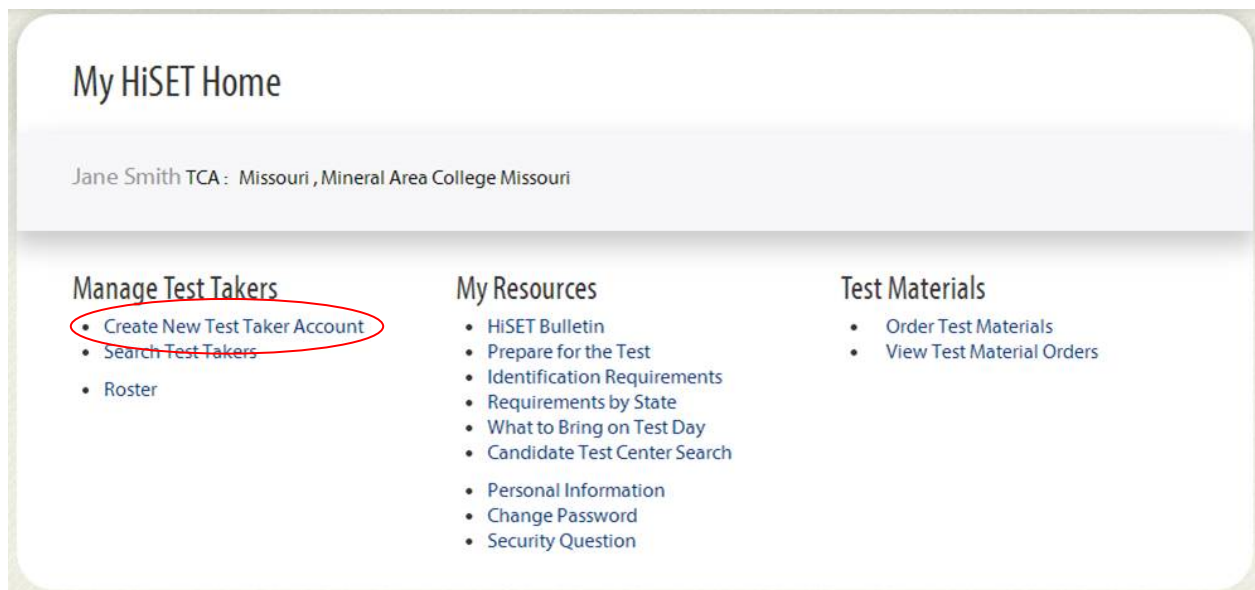 My HiSET Home
Jane Smith TCA : Missouri , Mineral Area College Missouri
Manage Test Takers
• Create New Test Taker Account
• Search Test Takers
• Roster
My Resources
• HiSET Bulletin
• Prepare for the Test
• Identification Requirements
• Requirements by State
• What to Bring on Test Day
• Candidate Test Center Search
• Personal Information
• Change Password
• Security Question
Test Materials
• Order Test Materials
• View Test Material Orders